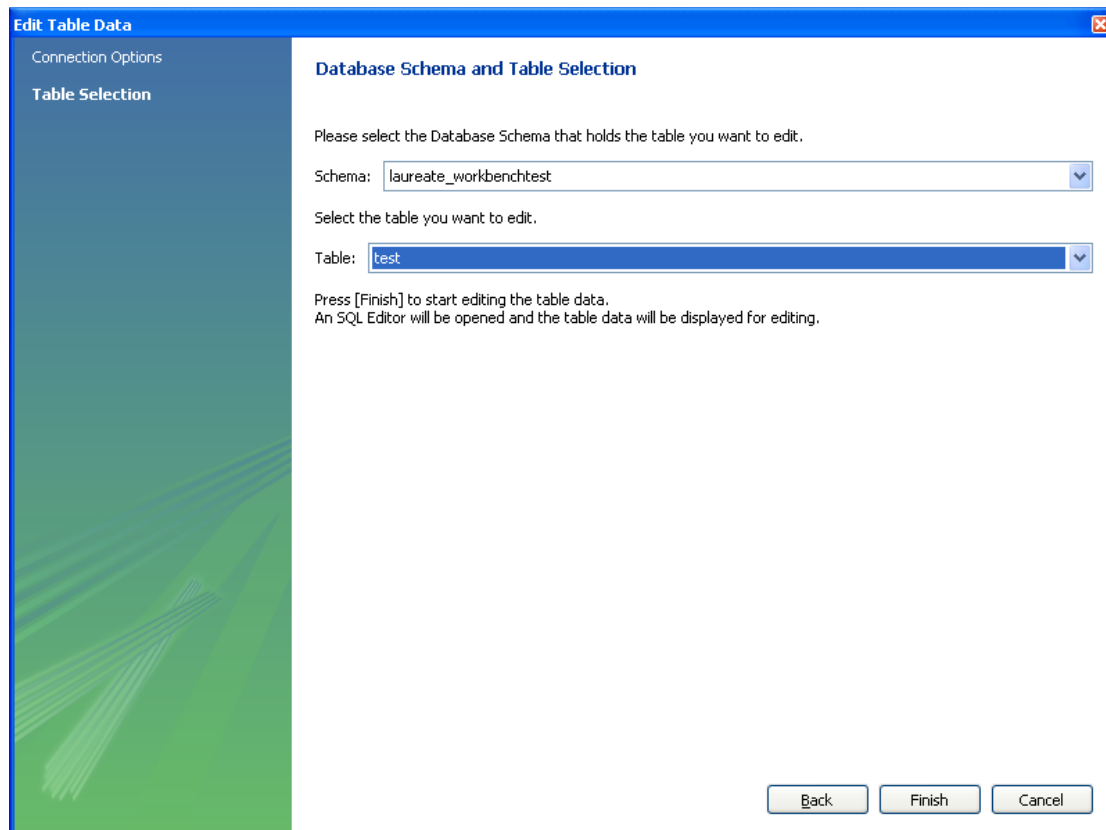 Edit Table Data
Connection Options
Table Selection
Database Schema and Table Selection
Please select the Database Schema that holds the table you want to edit.
Schema: laureate_workbenchtest
Select the table you want to edit.
Table: test
Press [Finish] to start editing the table data.
An SQL Editor will be opened and the table data will be displayed for editing.
Back Finish Cancel